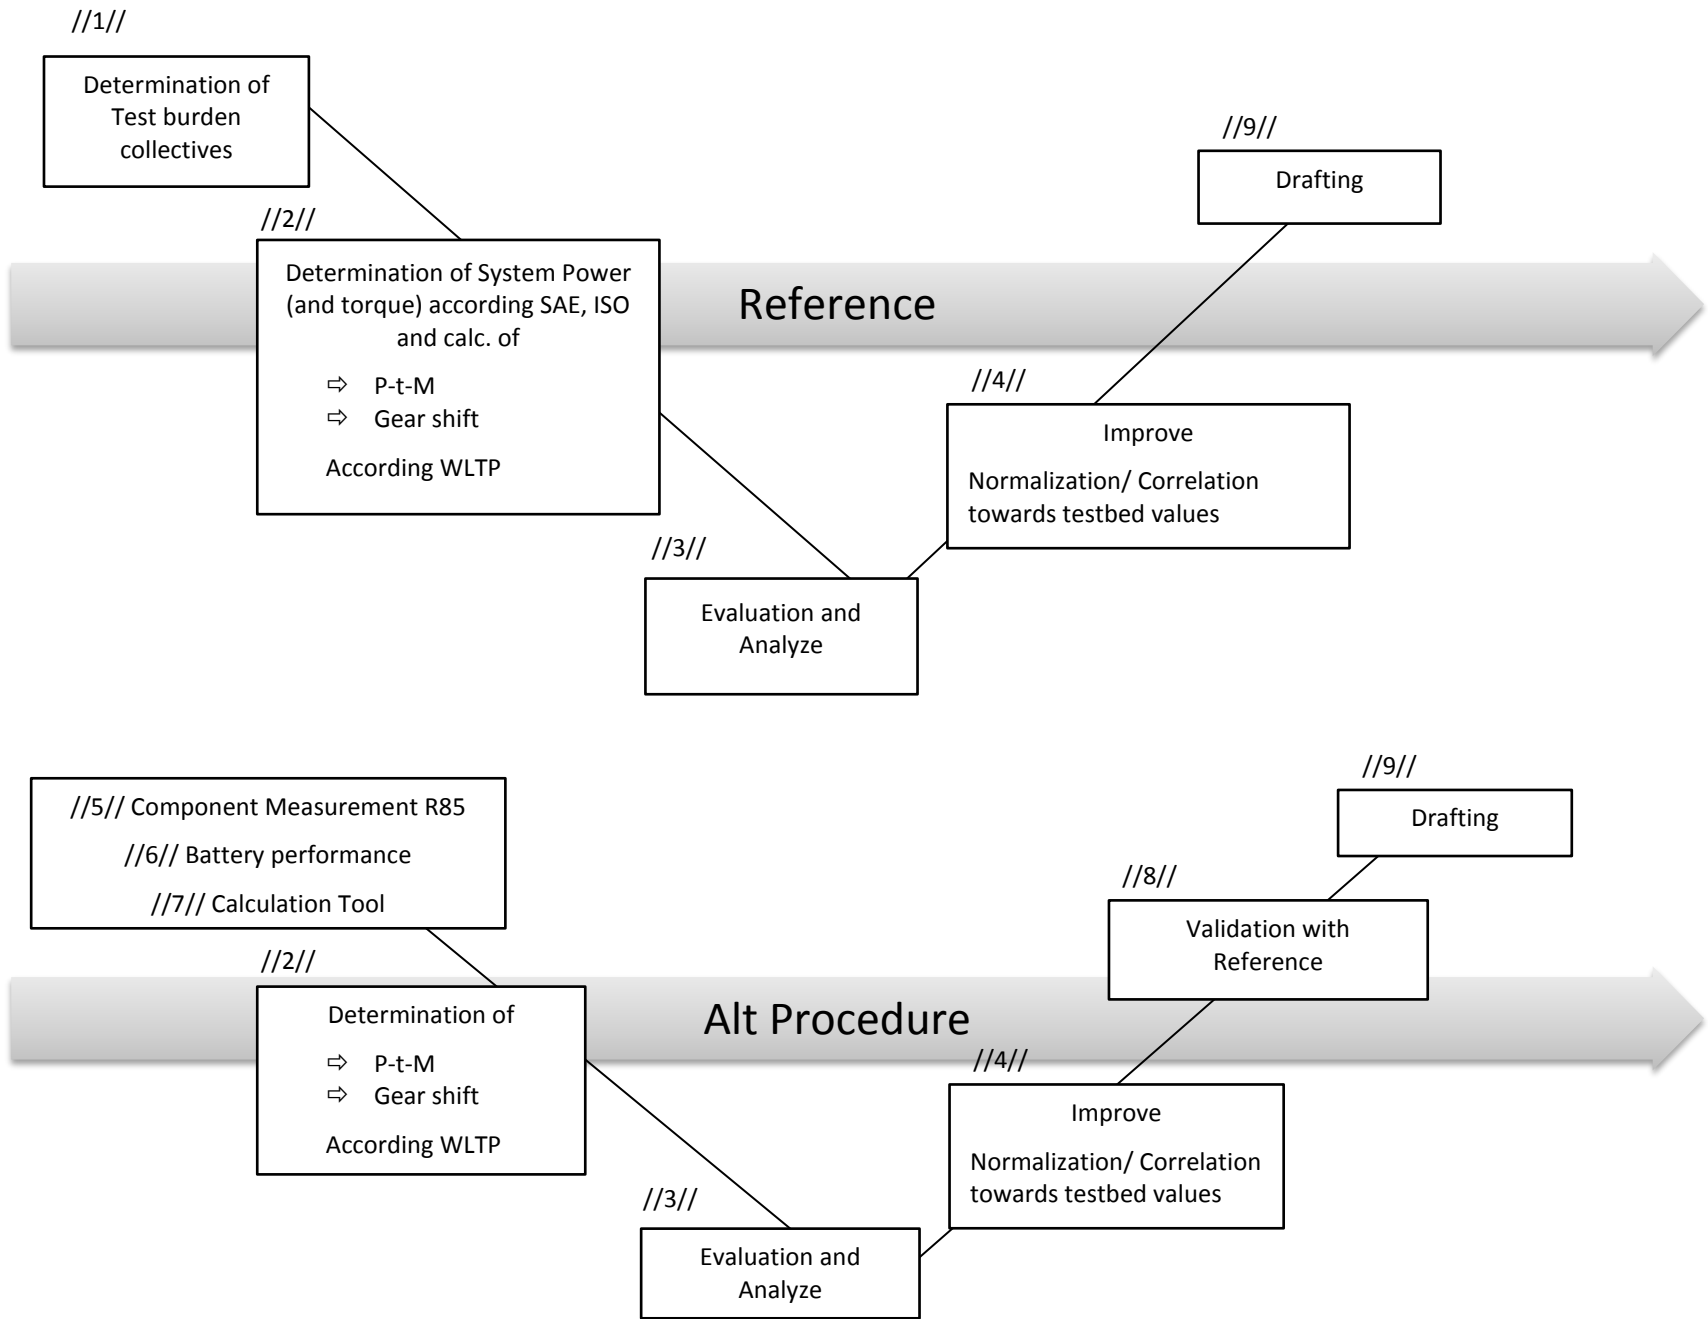 //1//
Determination of
Test burden
collectives
//2//
Determination of System Power
(and torque) according SAE, ISO
and calc. of
⇨ P-t-M
⇨ Gear shift
According WLTP
Reference
//3//
Evaluation and
Analyze
//4//
Improve
Normalization/ Correlation
towards testbed values
//9//
Drafting
//5// Component Measurement R85
//6// Battery performance
//7// Calculation Tool
//2//
Determination of
⇨ P-t-M
⇨ Gear shift
According WLTP
Alt Procedure
//3//
Evaluation and
Analyze
//4//
Improve
Normalization/ Correlation
towards testbed values
//8//
Validation with
Reference
//9//
Drafting